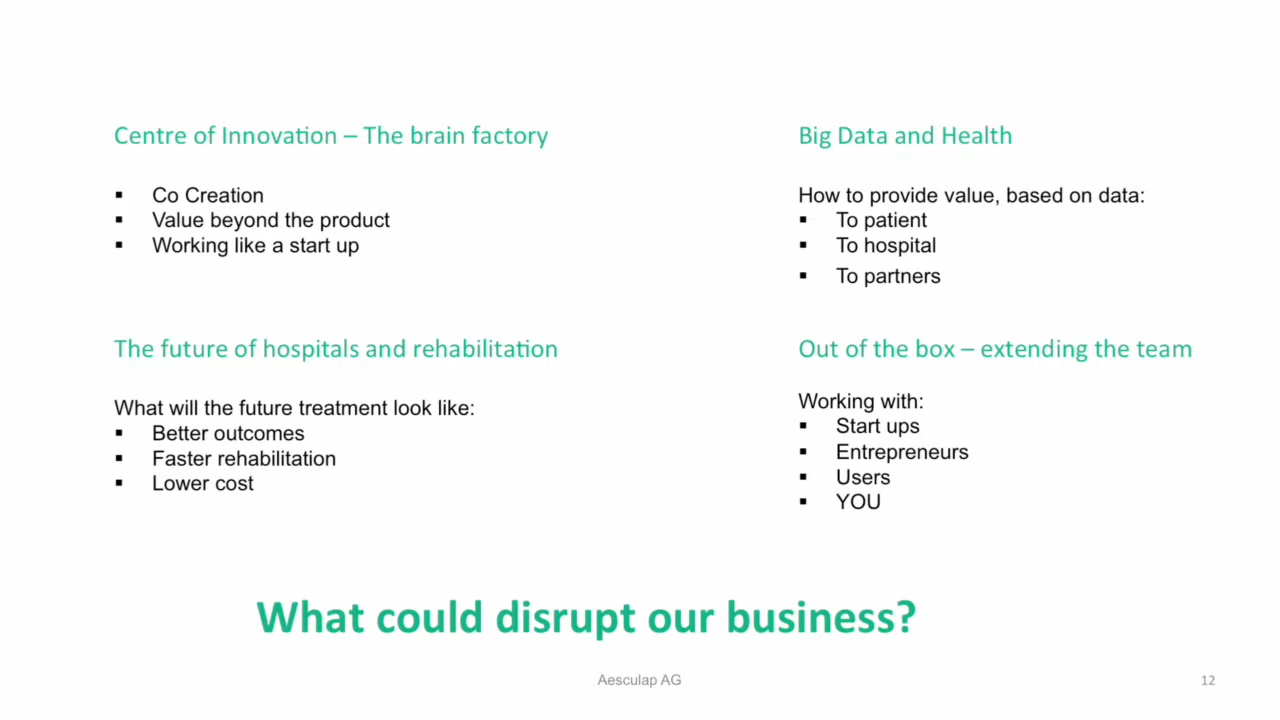 Centre of Innovation – The brain factory
▪ Co Creation
▪ Value beyond the product
▪ Working like a start up
Big Data and Health
How to provide value, based on data:
▪ To patient
▪ To hospital
▪ To partners
The future of hospitals and rehabilitation
What will the future treatment look like:
▪ Better outcomes
▪ Faster rehabilitation
▪ Lower cost
Out of the box – extending the team
Working with:
▪ Start ups
▪ Entrepreneurs
▪ Users
▪ YOU
What could disrupt our business?
Aesculap AG
12